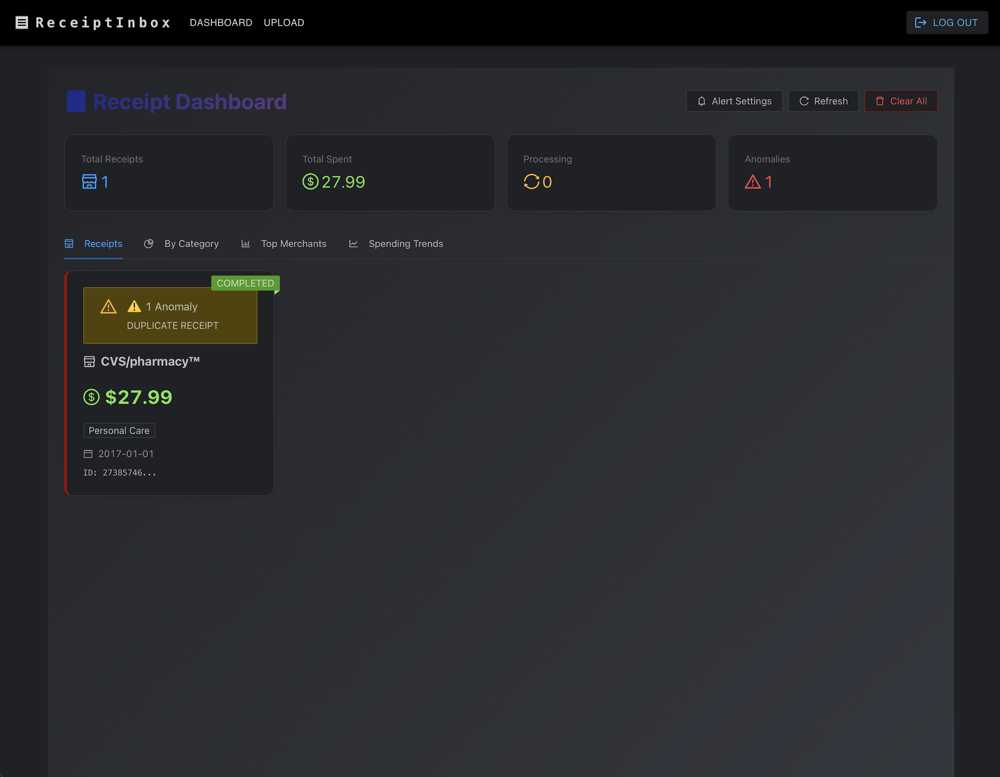 ReceiptInbox DASHBOARD UPLOAD LOG OUT
Receipt Dashboard Alert Settings Refresh Clear All
Total Receipts
1
Total Spent
27.99
Processing
0
Anomalies
1
Receipts By Category Top Merchants Spending Trends
COMPLETED
1 Anomaly
DUPLICATE RECEIPT
CVS/pharmacy™
$27.99
Personal Care
2017-01-01
ID: 27385746...